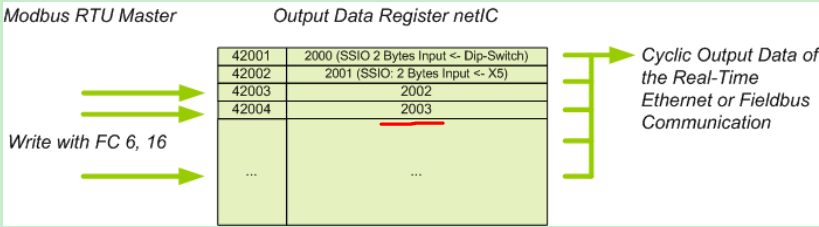 Modbus RTU Master
Output Data Register netIC
42001 2000 (SSIO 2 Bytes Input <- Dip-Switch)
42002 2001 (SSIO: 2 Bytes Input <- X5)
42003 2002
42004 2003
... ...
Write with FC 6, 16
Cyclic Output Data of
the Real-Time
Ethernet or Fieldbus
Communication